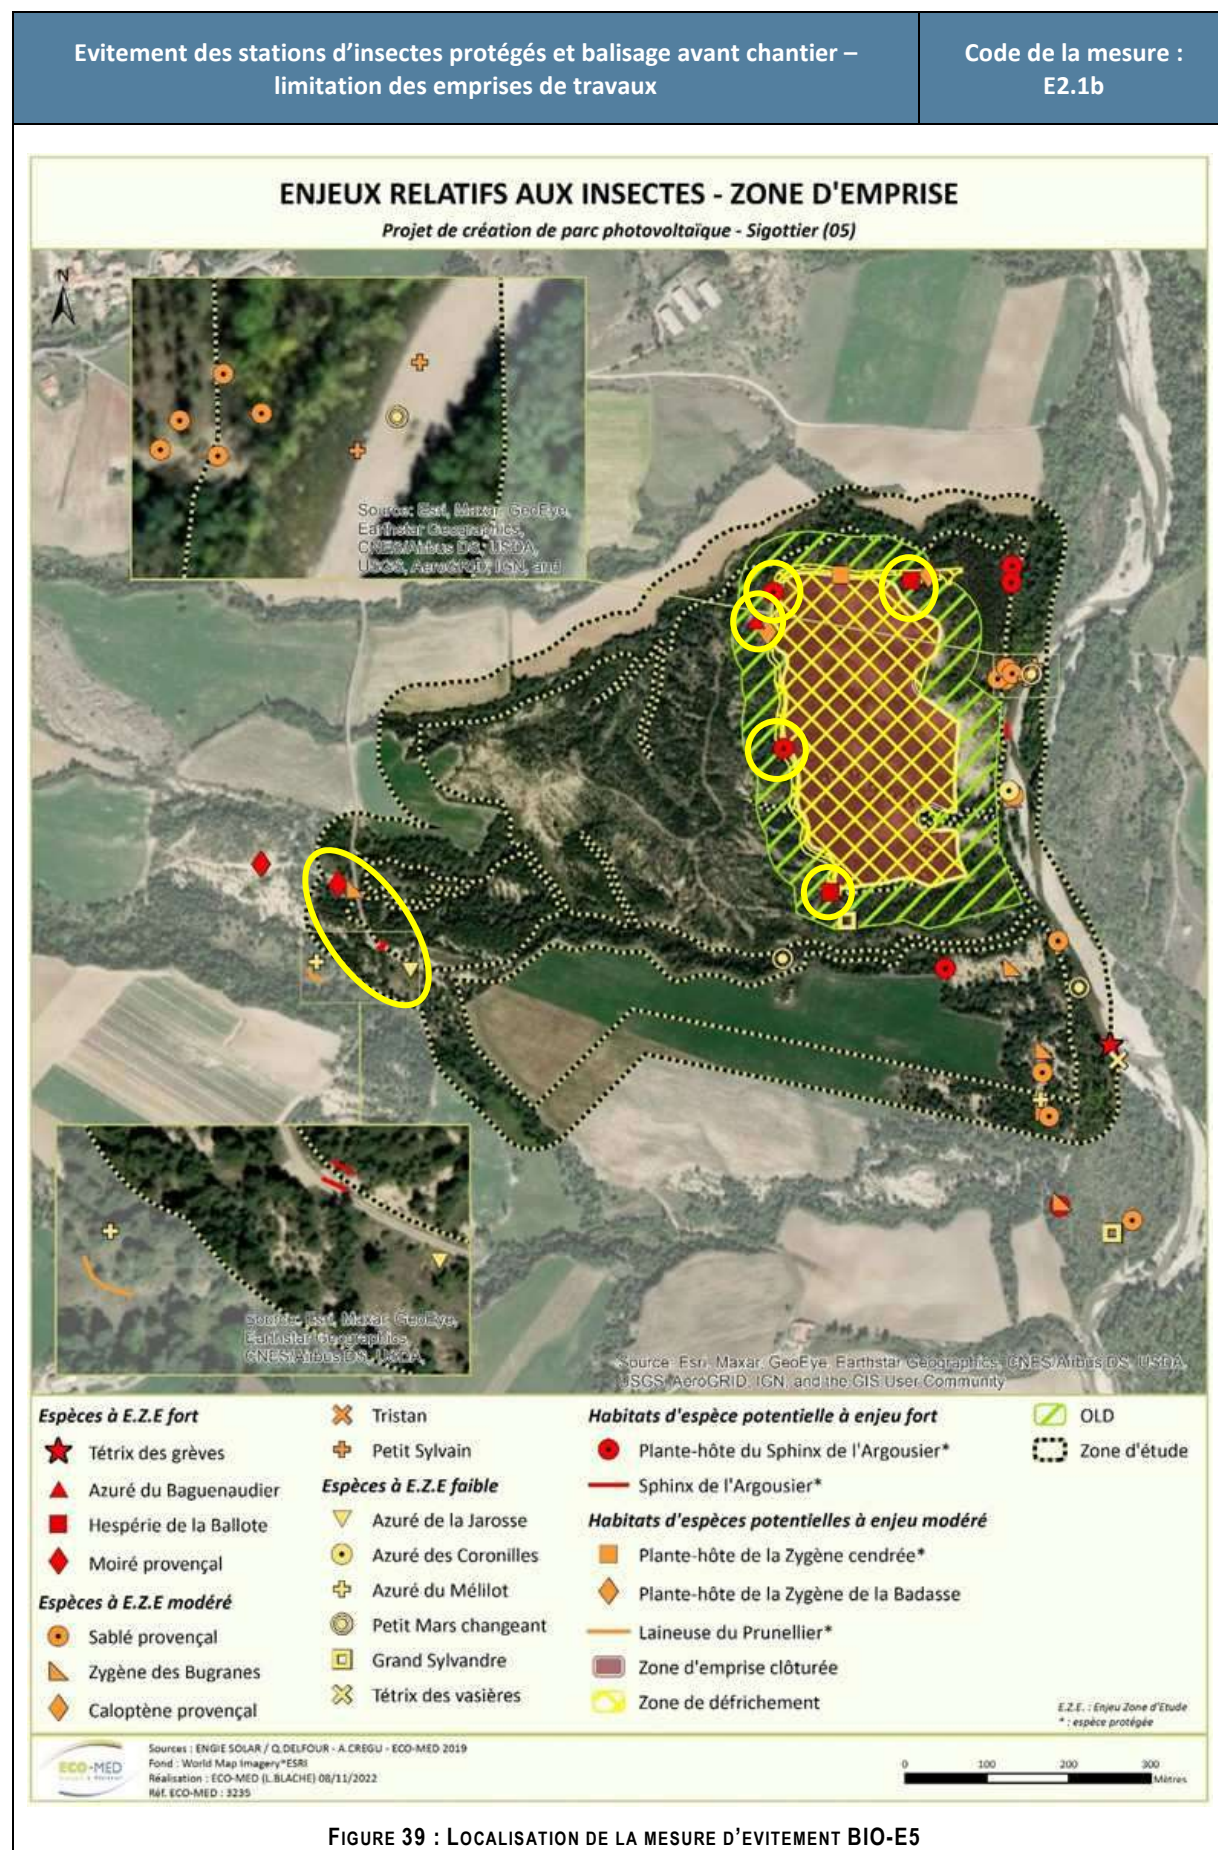 Evitement des stations d'insectes protégés et balisage avant chantier –
limitation des emprises de travaux
Code de la mesure :
E2.1b
ENJEUX RELATIFS AUX INSECTES - ZONE D'EMPRISE
Projet de création de parc photovoltaïque - Sigottier (05)
N
Source: Esri, Maxar, GeoEye,
Earthstar Geographics,
CNES/Airbus DS, USDA,
USGS, AeroGRID, IGN, and
Source: Esri, Maxar, GeoEye,
Earthstar Geographics,
CNES/Airbus DS, USDA,
Source: Esri, Maxar, GeoEye, Earthstar Geographics, CNES/Airbus DS, USDA,
USGS, AeroGRID, IGN, and the GIS User Community
Espèces à E.Z.E fort
Tétrix des grèves
Azuré du Baguenaudier
Hespérie de la Ballote
Moiré provençal
Espèces à E.Z.E modéré
Sablé provençal
Zygène des Bugranes
Caloptène provençal
Tristan
Petit Sylvain
Espèces à E.Z.E faible
Azuré de la Jarosse
Azuré des Coronilles
Azuré du Mélilot
Petit Mars changeant
Grand Sylvandre
Tétrix des vasières
Habitats d'espèce potentielle à enjeu fort
Plante-hôte du Sphinx de l'Argousier*
Sphinx de l'Argousier*
Habitats d'espèces potentielles à enjeu modéré
Plante-hôte de la Zygène cendrée*
Plante-hôte de la Zygène de la Badasse
Laineuse du Prunellier*
Zone d'emprise clôturée
Zone de défrichement
OLD
Zone d'étude
E.Z.E. : Enjeu Zone d'Etude
* : espèce protégée
ECO-MED
Sources : ENGIE SOLAR / Q.DELFOUR - A.CREGU - ECO-MED 2019
Fond : World Map Imagery°ESRI
Réalisation : ECO-MED (L.BLACHE) 08/11/2022
Réf. ECO-MED : 3235
0 100 200 300
Mètres
FIGURE 39 : LOCALISATION DE LA MESURE D'EVITEMENT BIO-E5